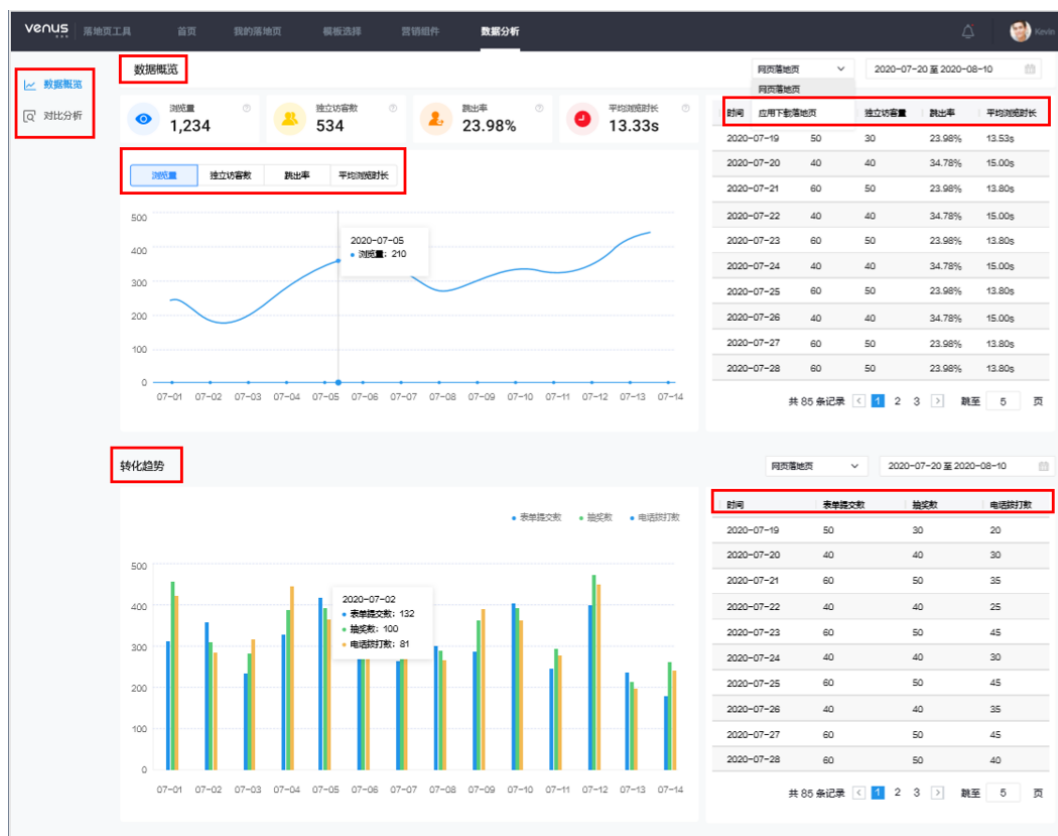 venus 落地页工具 首页 我的落地页 模板选择 营销组件 数据分析 Kevin
数据概览
对比分析
数据概览
网页落地页 2020-07-20 至 2020-08-10
网页落地页
应用下载落地页
浏览量
1,234
独立访客数
534
跳出率
23.98%
平均浏览时长
13.33s
浏览量 独立访客数 跳出率 平均浏览时长
500
400
300
200
100
0
2020-07-05
浏览量: 210
07-01 07-02 07-03 07-04 07-05 07-06 07-07 07-08 07-09 07-10 07-11 07-12 07-13 07-14
时间 独立访客量 跳出率 平均浏览时长
2020-07-19 50 30 23.98% 13.53s
2020-07-20 40 40 34.78% 15.00s
2020-07-21 60 50 23.98% 13.80s
2020-07-22 40 40 34.78% 15.00s
2020-07-23 60 50 23.98% 13.80s
2020-07-24 40 40 34.78% 15.00s
2020-07-25 60 50 23.98% 13.80s
2020-07-26 40 40 34.78% 15.00s
2020-07-27 60 50 23.98% 13.80s
2020-07-28 60 50 23.98% 13.80s
共 85 条记录 < 1 2 3 > 跳至 5 页
转化趋势
网页落地页 2020-07-20 至 2020-08-10
表单提交数 抽奖数 电话拨打数
500
400
300
200
100
0
2020-07-02
表单提交数: 132
抽奖数: 100
电话拨打数: 81
07-01 07-02 07-03 07-04 07-05 07-06 07-07 07-08 07-09 07-10 07-11 07-12 07-13 07-14
时间 表单提交数 抽奖数 电话拨打数
2020-07-19 50 30 20
2020-07-20 40 40 30
2020-07-21 60 50 35
2020-07-22 40 40 25
2020-07-23 60 50 45
2020-07-24 40 40 30
2020-07-25 60 50 45
2020-07-26 40 40 35
2020-07-27 60 50 45
2020-07-28 60 50 40
共 85 条记录 < 1 2 3 > 跳至 5 页